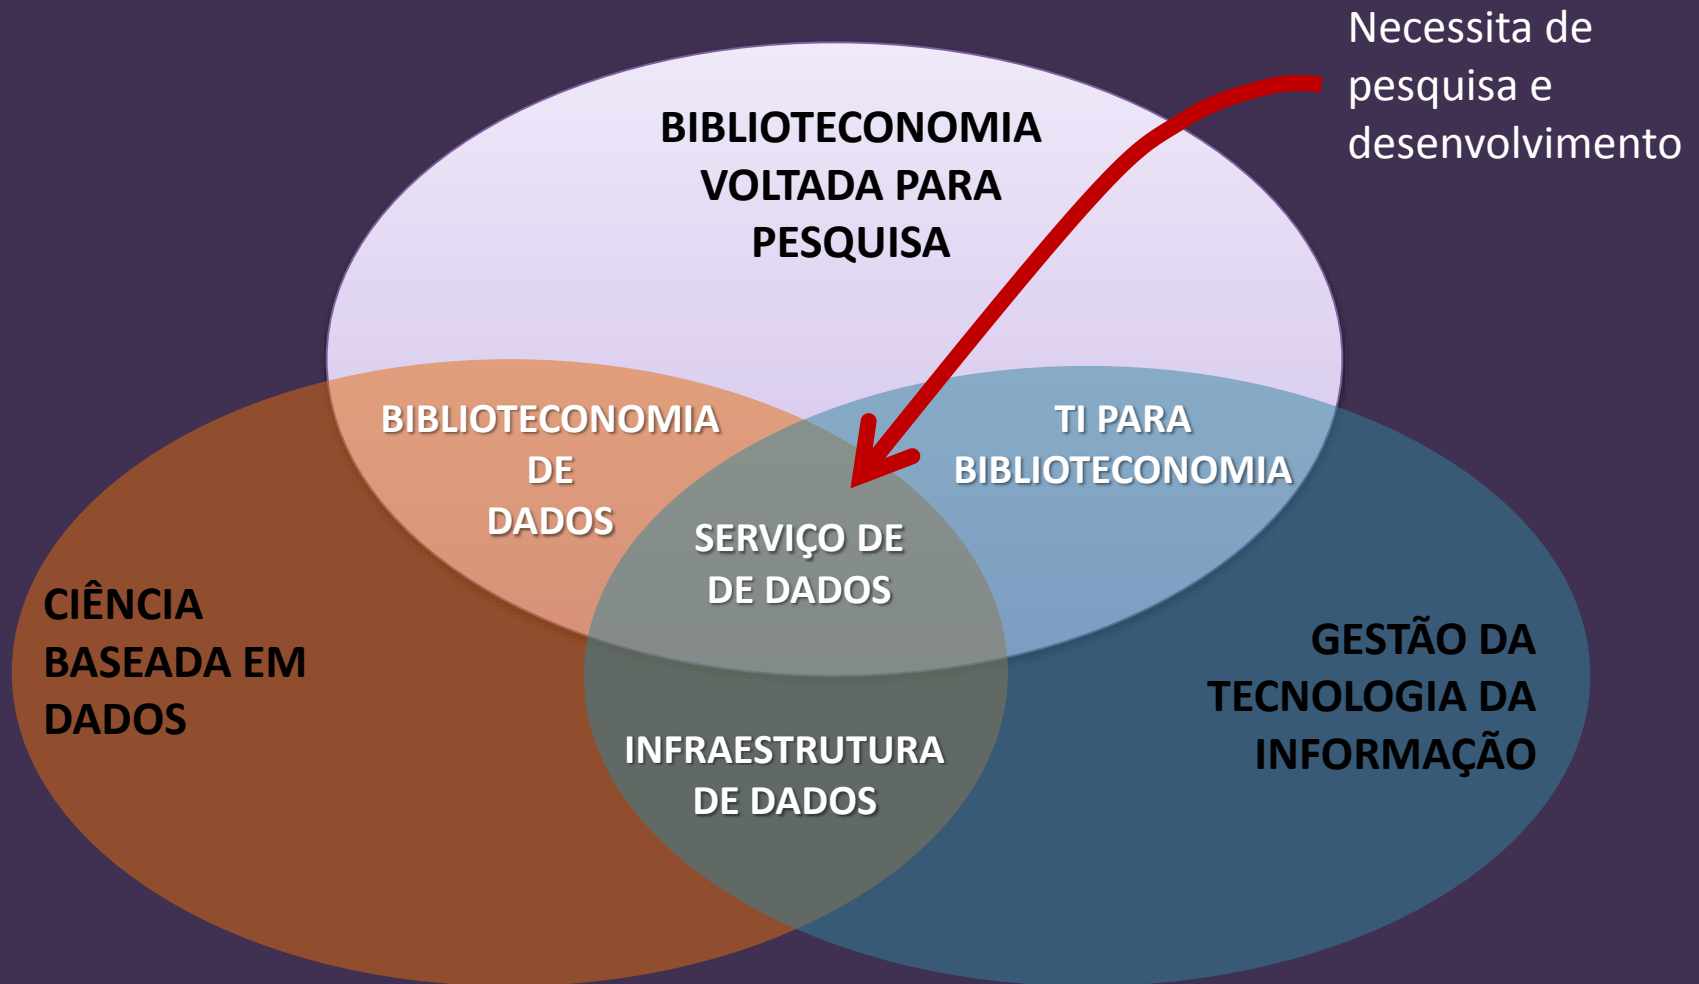 Necessita de
pesquisa e
desenvolvimento
BIBLIOTECONOMIA
VOLTADA PARA
PESQUISA
BIBLIOTECONOMIA
DE
DADOS
TI PARA
BIBLIOTECONOMIA
SERVIÇO DE
DE DADOS
CIÊNCIA
BASEADA EM
DADOS
GESTÃO DA
TECNOLOGIA DA
INFORMAÇÃO
INFRAESTRUTURA
DE DADOS